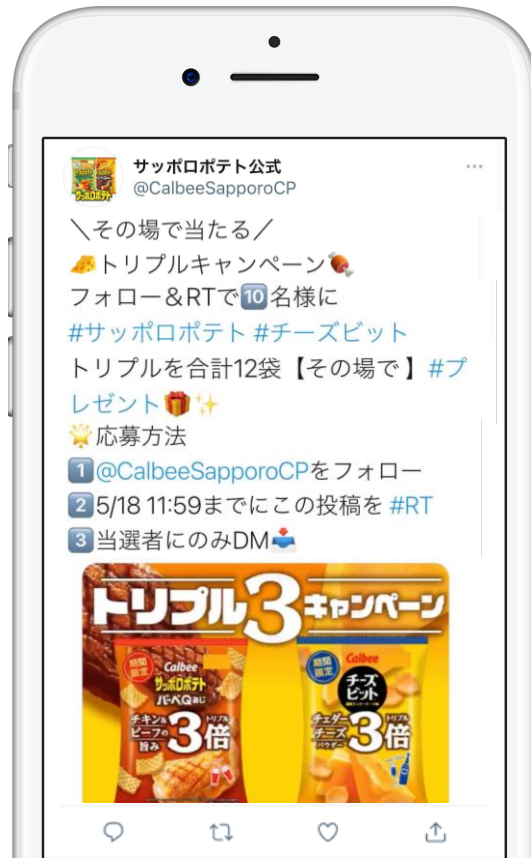 サッポロポテト公式
@CalbeeSapporoCP
＼その場で当たる／
🧀トリプルキャンペーン🍖
フォロー＆RTで🔟名様に
#サッポロポテト #チーズビット
トリプルを合計12袋【その場で】#プ
レゼント🎁✨
🌟応募方法
1️⃣@CalbeeSapporoCPをフォロー
2️⃣5/18 11:59までにこの投稿を #RT
3️⃣当選者にのみDM📥
トリプル3キャンペーン
期間限定
Calbee
サッポロポテト
バーベQあじ
チキン&ビーフの旨み
トリプル
3倍
期間限定
Calbee
チーズビット
チェダーチーズパウダー
トリプル
3倍